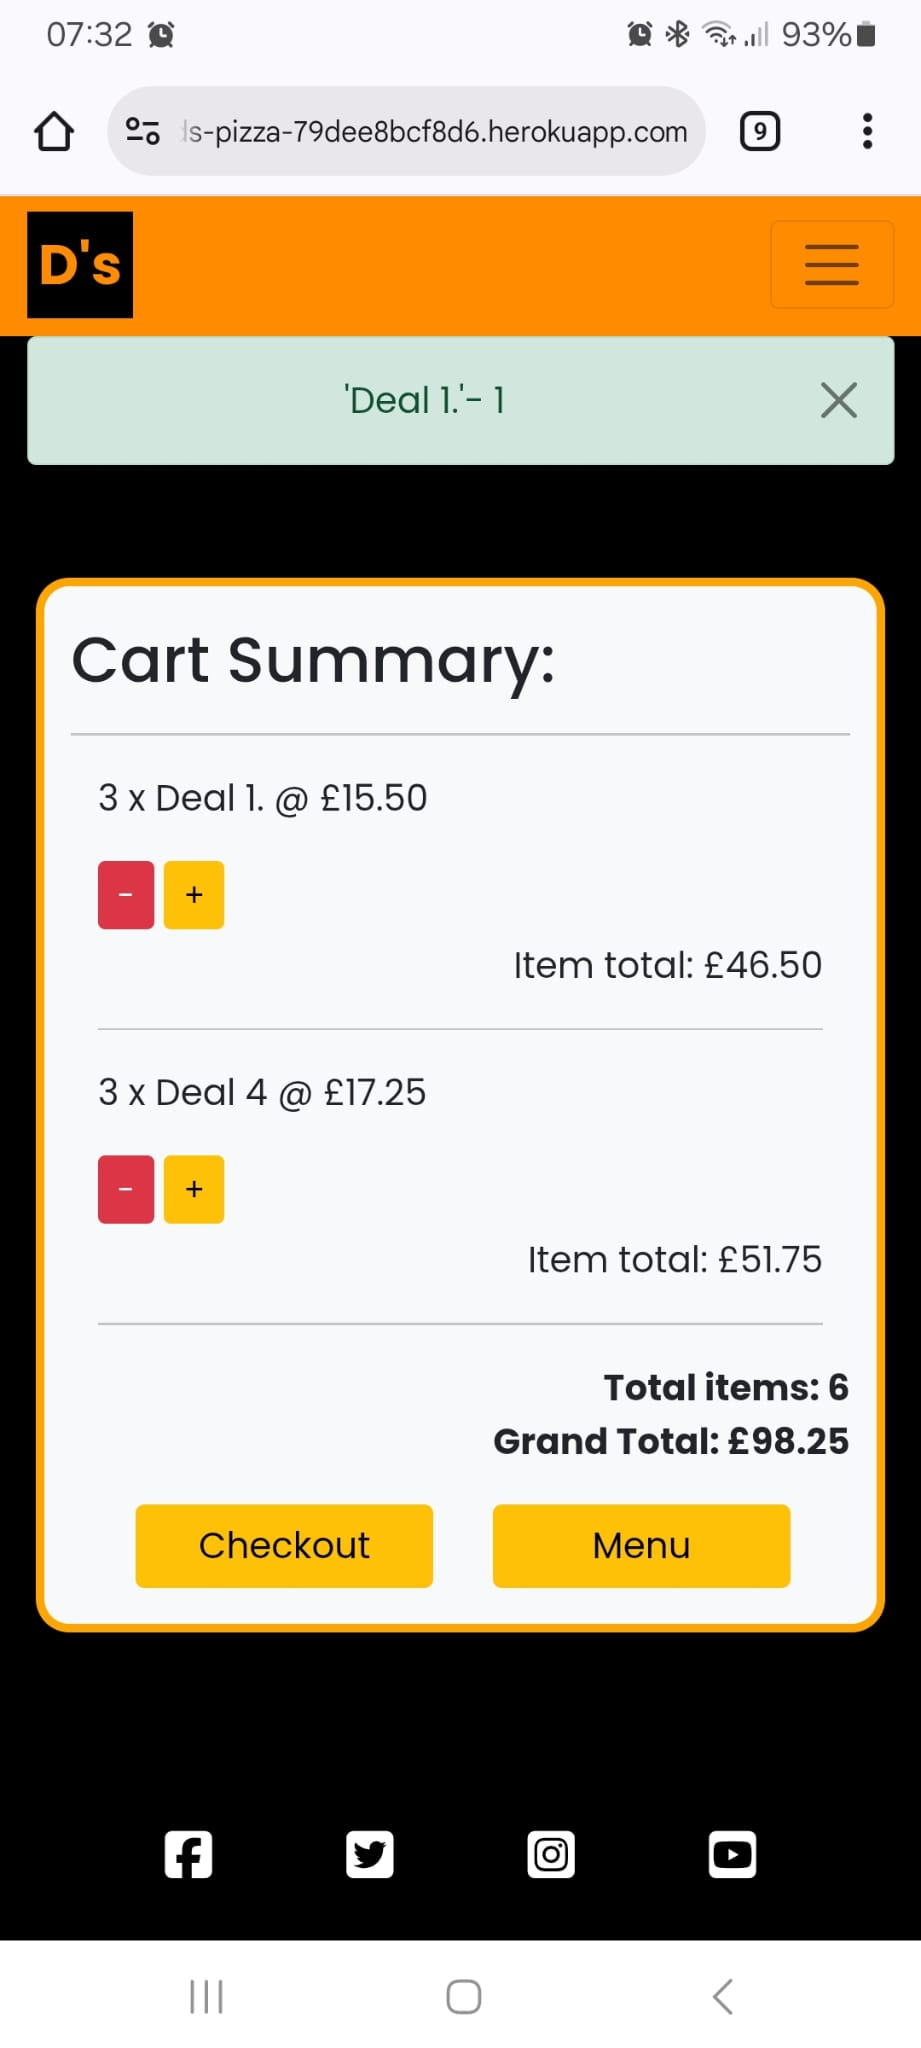 07:32
93%
ds-pizza-79dee8bcf8d6.herokuapp.com
9
D's
'Deal 1.'- 1
Cart Summary:
3 x Deal 1. @ £15.50
- +
Item total: £46.50
3 x Deal 4 @ £17.25
- +
Item total: £51.75
Total items: 6
Grand Total: £98.25
Checkout Menu